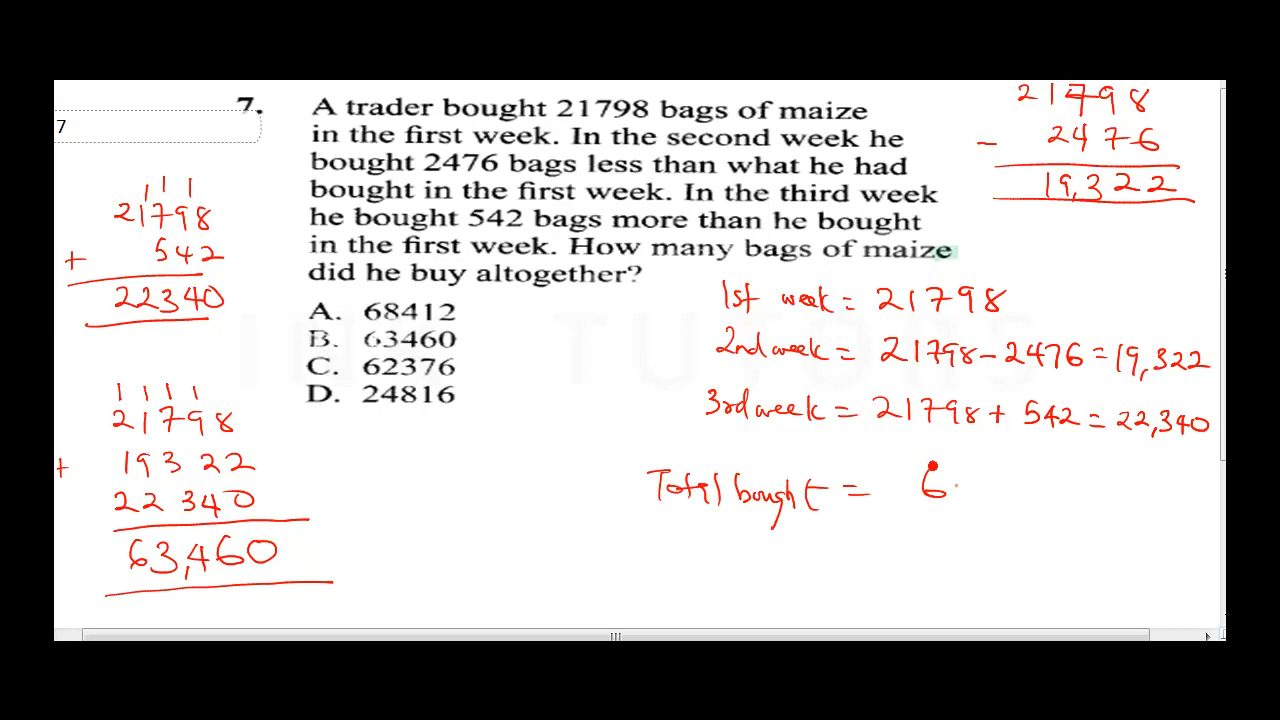 7.
7
A trader bought 21798 bags of maize
in the first week. In the second week he
bought 2476 bags less than what he had
bought in the first week. In the third week
he bought 542 bags more than he bought
in the first week. How many bags of maize
did he buy altogether?
A. 68412
B. 63460
C. 62376
D. 24816
21798
- 2476
19,322
1 1 1
21798
+ 542
22340
1 1 1 1
21798
+ 19322
22340
63,460
1st week = 21798
2nd week = 21798 - 2476 = 19,322
3rd week = 21798 + 542 = 22,340
Total bought = 6
TUTORS